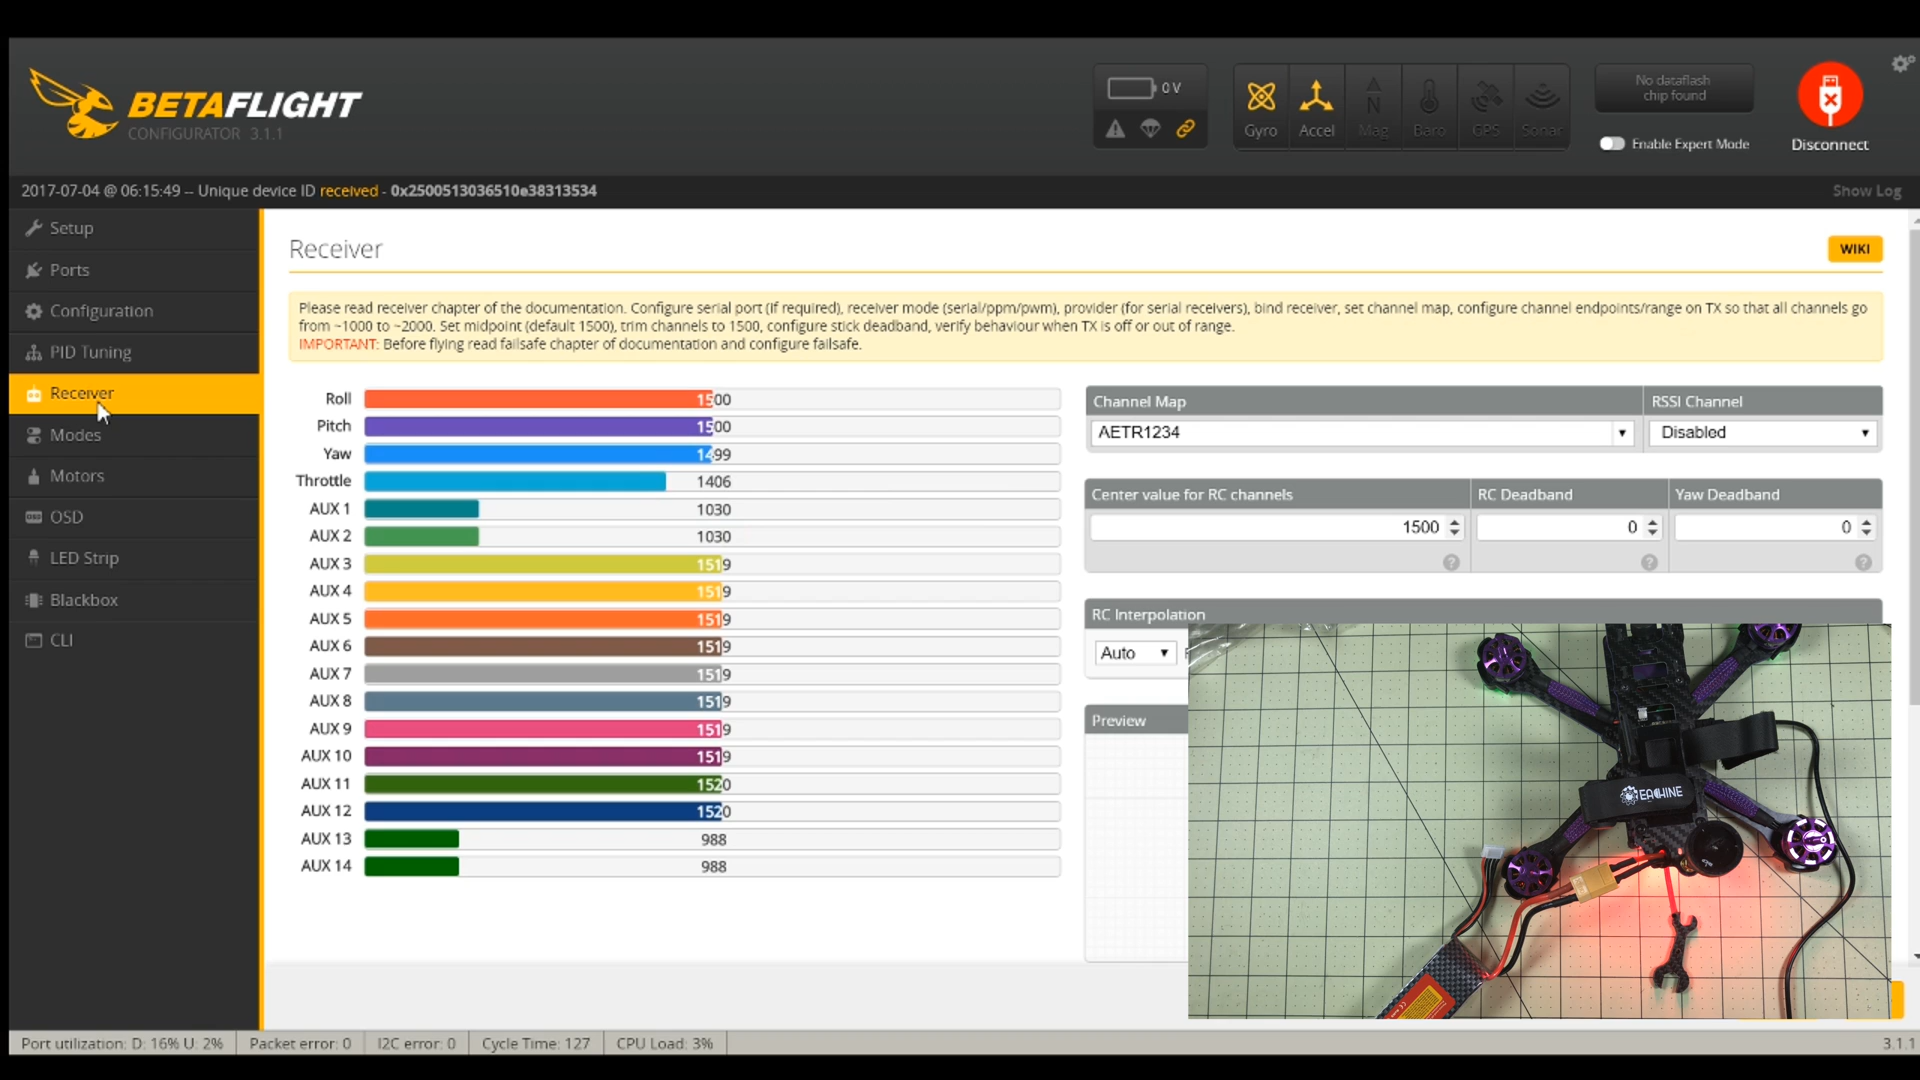 BETAFLIGHT
CONFIGURATOR 3.1.1
0 V
Gyro
Accel
Mag
Baro
GPS
Sonar
No dataflash
chip found
Enable Expert Mode
Disconnect
2017-07-04 @ 06:15:49 -- Unique device ID received - 0x2500513036510e38313534
Show Log
Setup
Ports
Configuration
PID Tuning
Receiver
Modes
Motors
OSD
LED Strip
Blackbox
CLI
Receiver
WIKI
Please read receiver chapter of the documentation. Configure serial port (if required), receiver mode (serial/ppm/pwm), provider (for serial receivers), bind receiver, set channel map, configure channel endpoints/range on TX so that all channels go
from ~1000 to ~2000. Set midpoint (default 1500), trim channels to 1500, configure stick deadband, verify behaviour when TX is off or out of range.
IMPORTANT: Before flying read failsafe chapter of documentation and configure failsafe.
Roll 1500
Pitch 1500
Yaw 1499
Throttle 1406
AUX 1 1030
AUX 2 1030
AUX 3 1519
AUX 4 1519
AUX 5 1519
AUX 6 1519
AUX 7 1519
AUX 8 1519
AUX 9 1519
AUX 10 1519
AUX 11 1520
AUX 12 1520
AUX 13 988
AUX 14 988
Channel Map
RSSI Channel
AETR1234
Disabled
Center value for RC channels
RC Deadband
Yaw Deadband
1500
0
0
RC Interpolation
Auto
Preview
EACHINE
Port utilization: D: 16% U: 2%
Packet error: 0
I2C error: 0
Cycle Time: 127
CPU Load: 3%
3.1.1